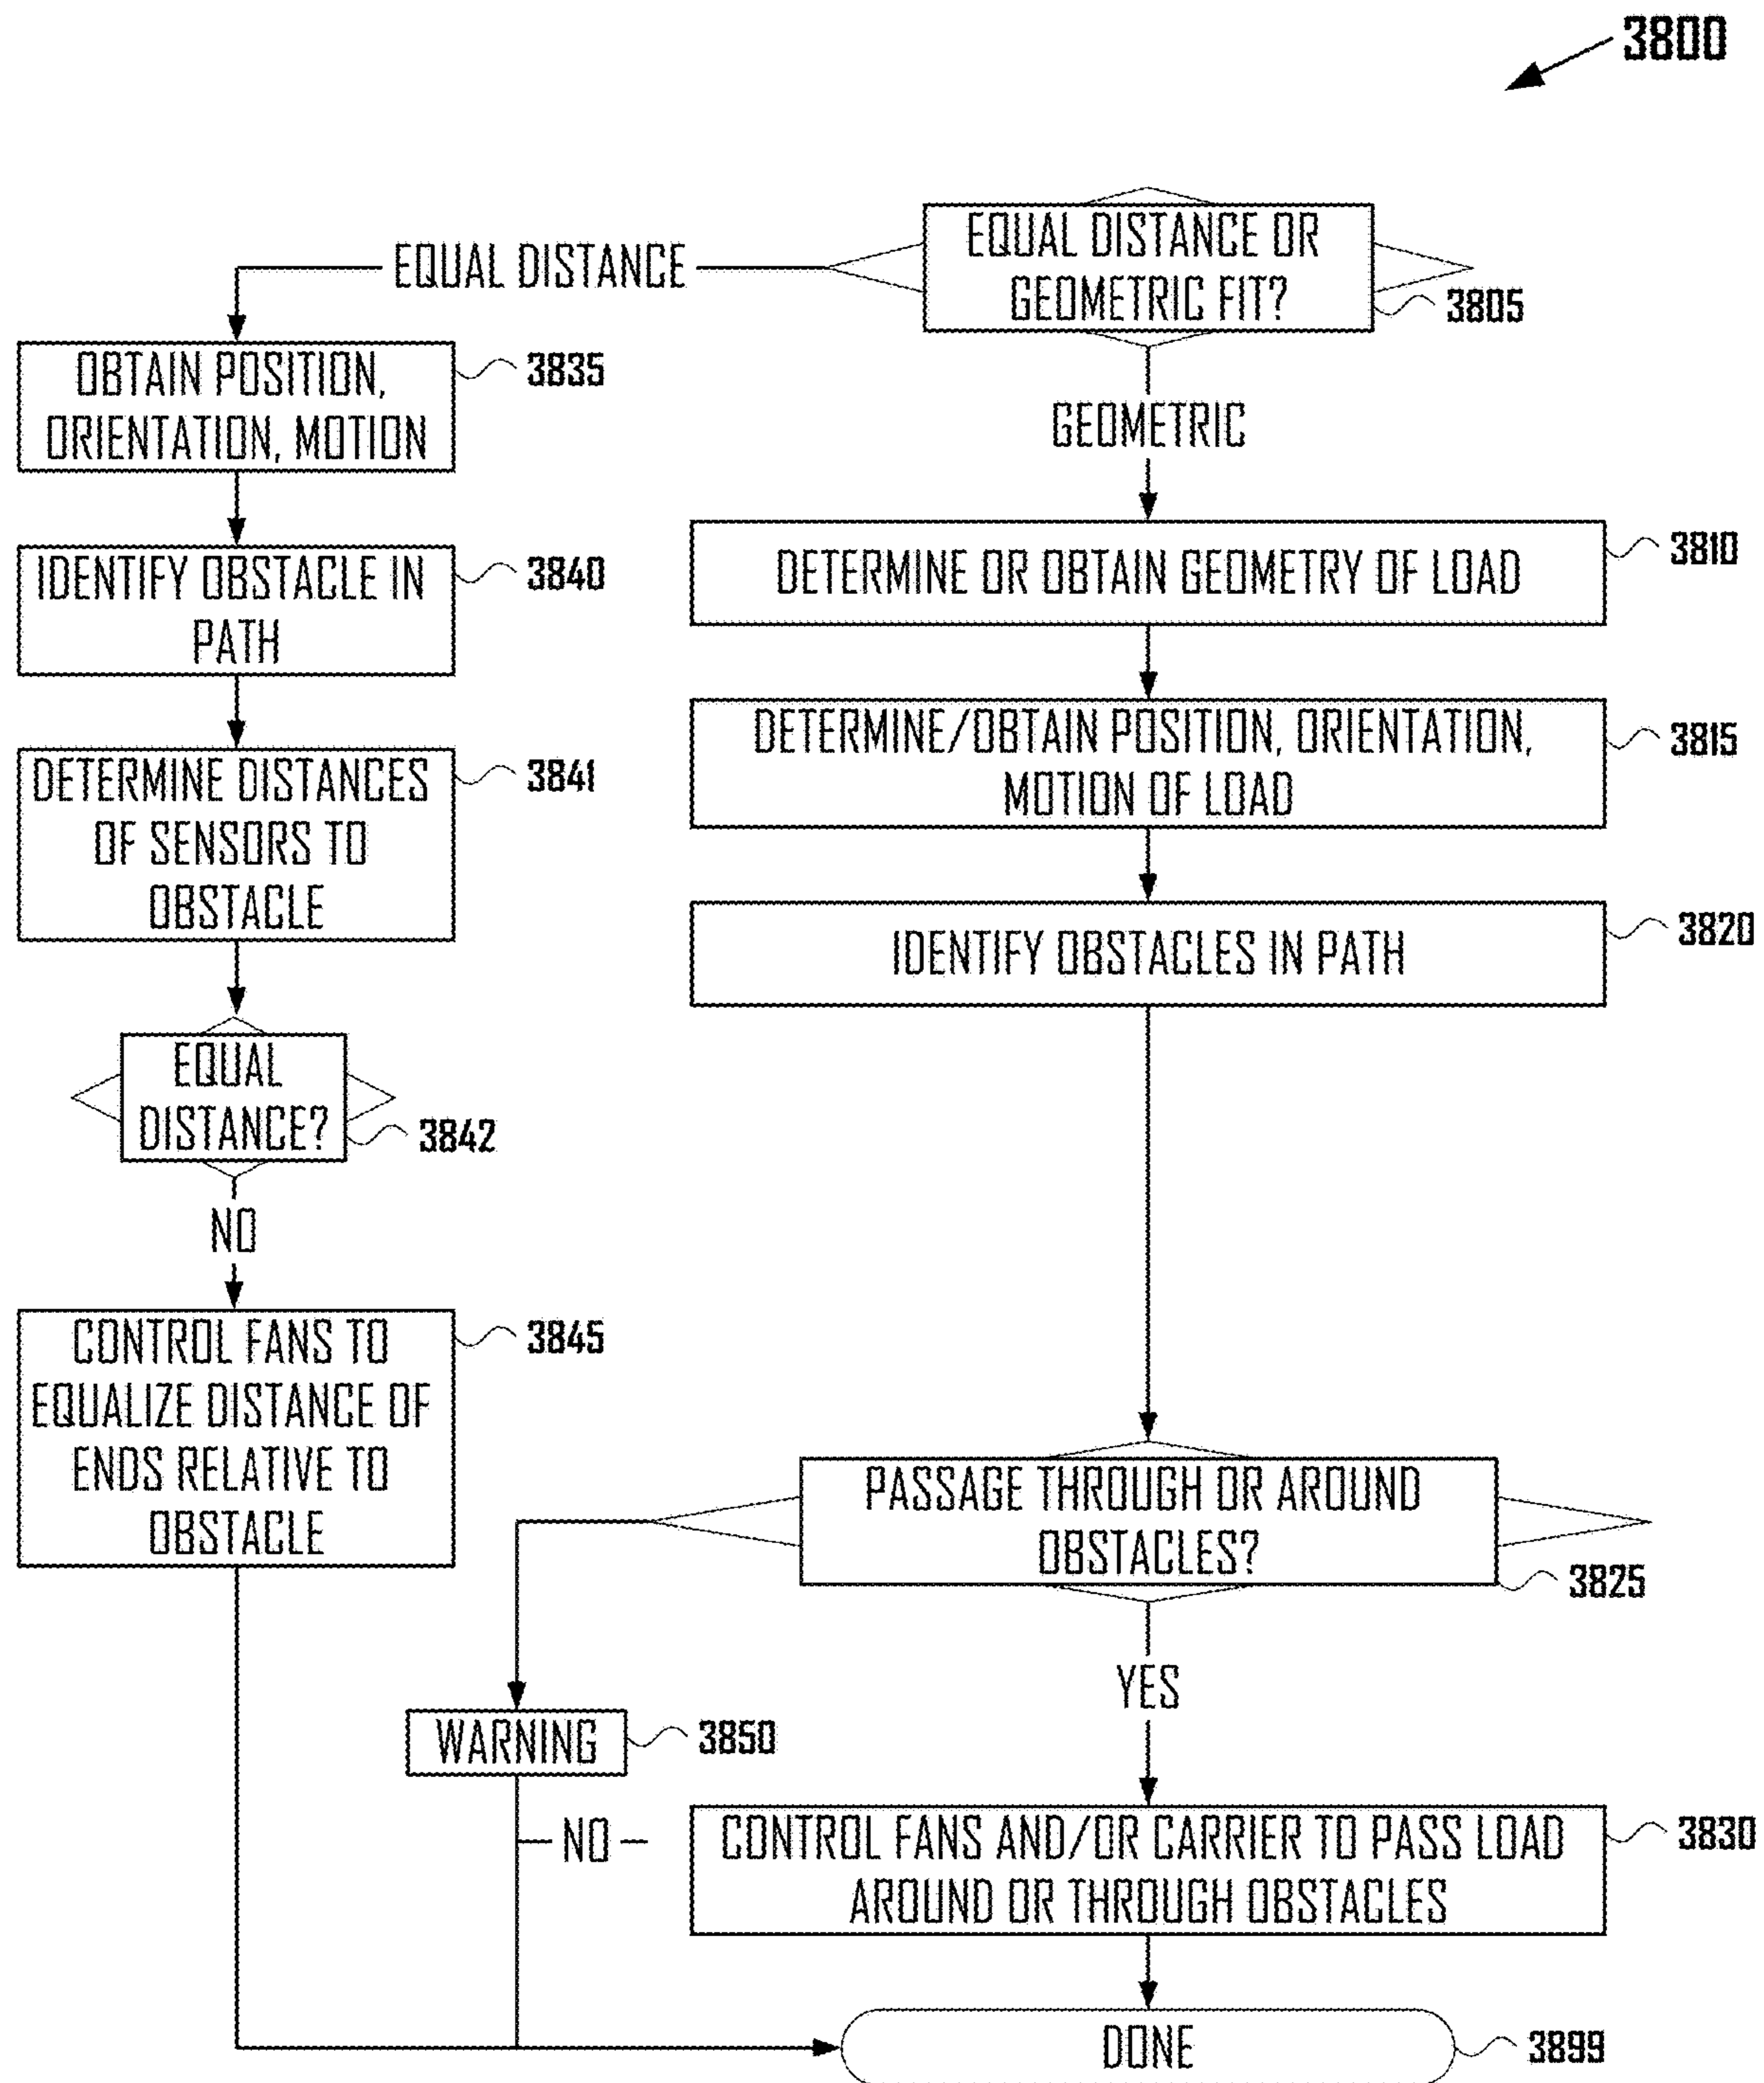 3800
EQUAL DISTANCE OR
GEOMETRIC FIT?
3805
EQUAL DISTANCE
GEOMETRIC
OBTAIN POSITION,
ORIENTATION, MOTION
3835
IDENTIFY OBSTACLE IN
PATH
3840
DETERMINE DISTANCES
OF SENSORS TO
OBSTACLE
3841
EQUAL
DISTANCE?
3842
NO
CONTROL FANS TO
EQUALIZE DISTANCE OF
ENDS RELATIVE TO
OBSTACLE
3845
DETERMINE OR OBTAIN GEOMETRY OF LOAD
3810
DETERMINE/OBTAIN POSITION, ORIENTATION,
MOTION OF LOAD
3815
IDENTIFY OBSTACLES IN PATH
3820
PASSAGE THROUGH OR AROUND
OBSTACLES?
3825
YES
WARNING
3850
NO
CONTROL FANS AND/OR CARRIER TO PASS LOAD
AROUND OR THROUGH OBSTACLES
3830
DONE
3899